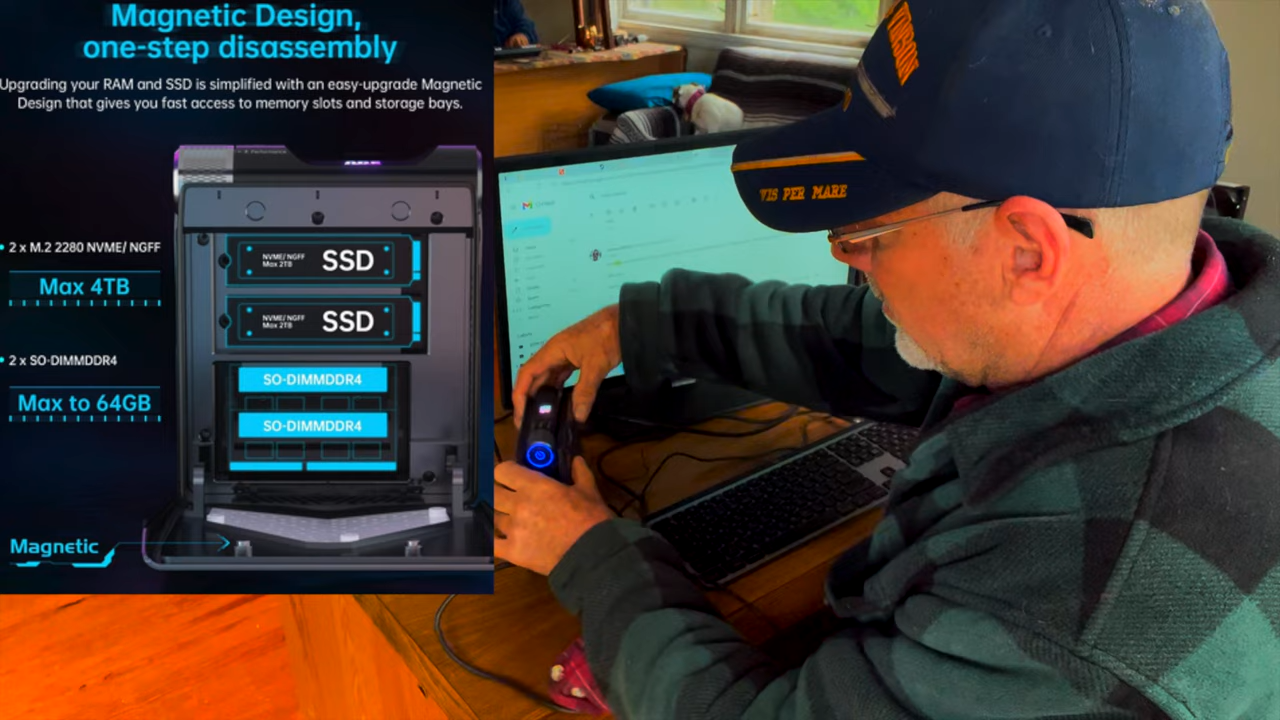 Magnetic Design,
one-step disassembly
Upgrading your RAM and SSD is simplified with an easy-upgrade Magnetic
Design that gives you fast access to memory slots and storage bays.
2 x M.2 2280 NVME/ NGFF
Max 4TB
NVME/ NGFF
Max 2TB
SSD
NVME/ NGFF
Max 2TB
SSD
2 x SO-DIMMDDR4
Max to 64GB
SO-DIMMDDR4
SO-DIMMDDR4
Magnetic
VIS PER MARE